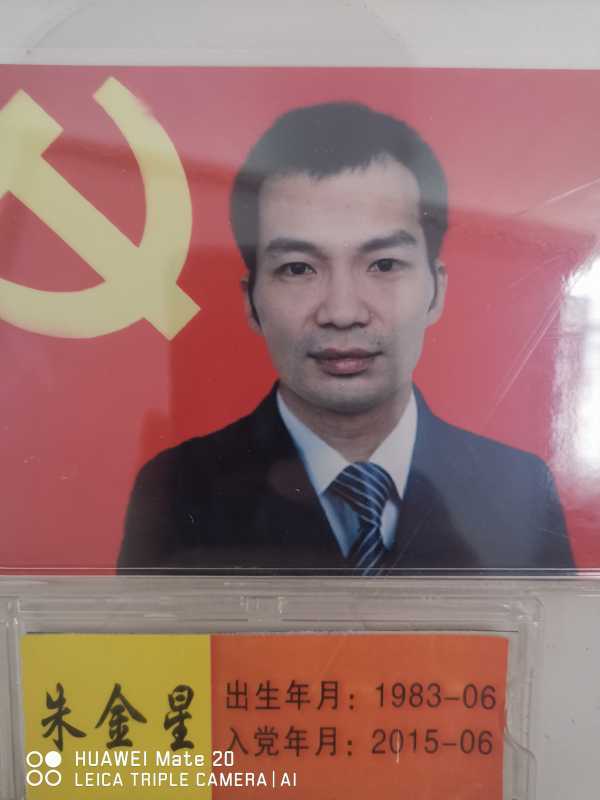 朱金星
出生年月：1983-06
入党年月：2015-06
HUAWEI Mate 20
LEICA TRIPLE CAMERA | AI